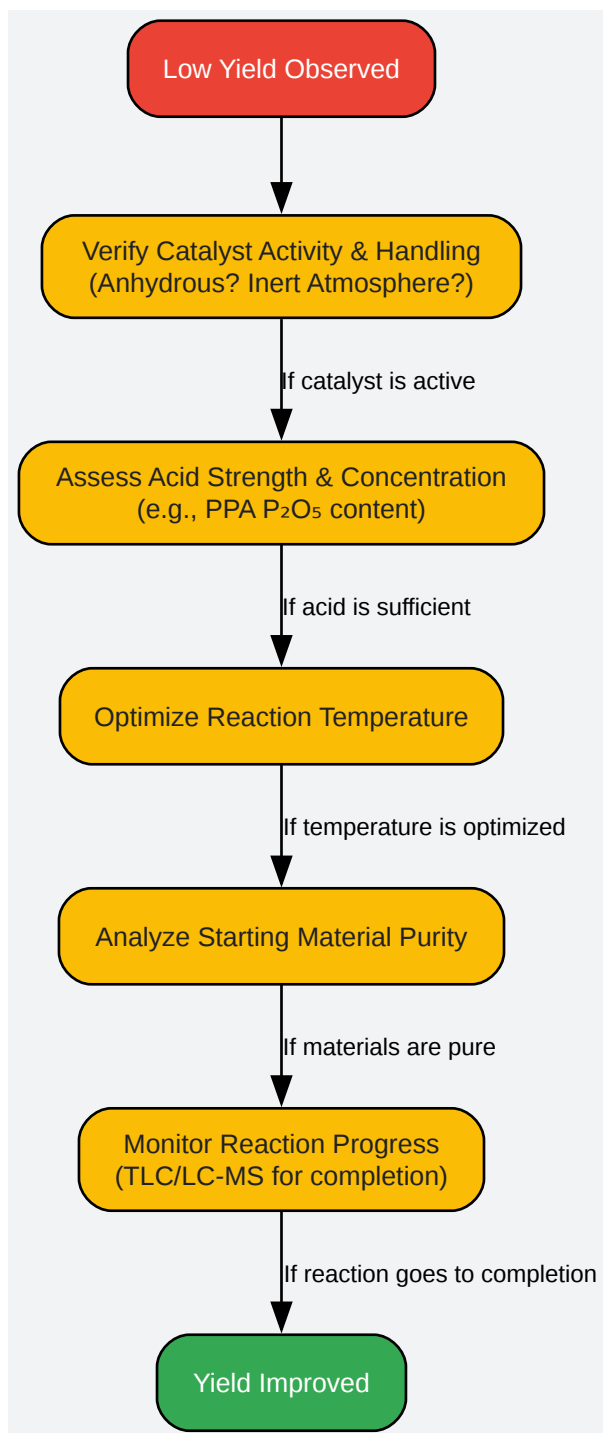 Low Yield Observed
Verify Catalyst Activity & Handling
(Anhydrous? Inert Atmosphere?)
If catalyst is active
Assess Acid Strength & Concentration
(e.g., PPA P₂O₅ content)
If acid is sufficient
Optimize Reaction Temperature
If temperature is optimized
Analyze Starting Material Purity
If materials are pure
Monitor Reaction Progress
(TLC/LC-MS for completion)
If reaction goes to completion
Yield Improved